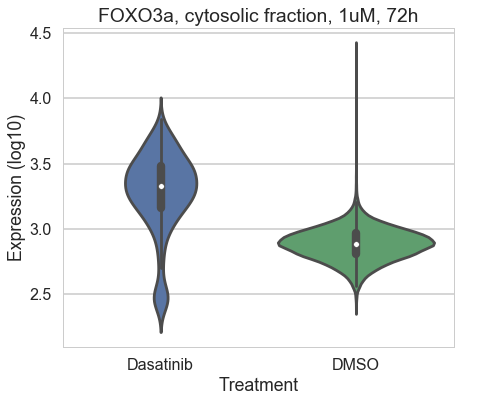 FOXO3a, cytosolic fraction, 1uM, 72h
Expression (log10)
4.5
4.0
3.5
3.0
2.5
Dasatinib DMSO
Treatment